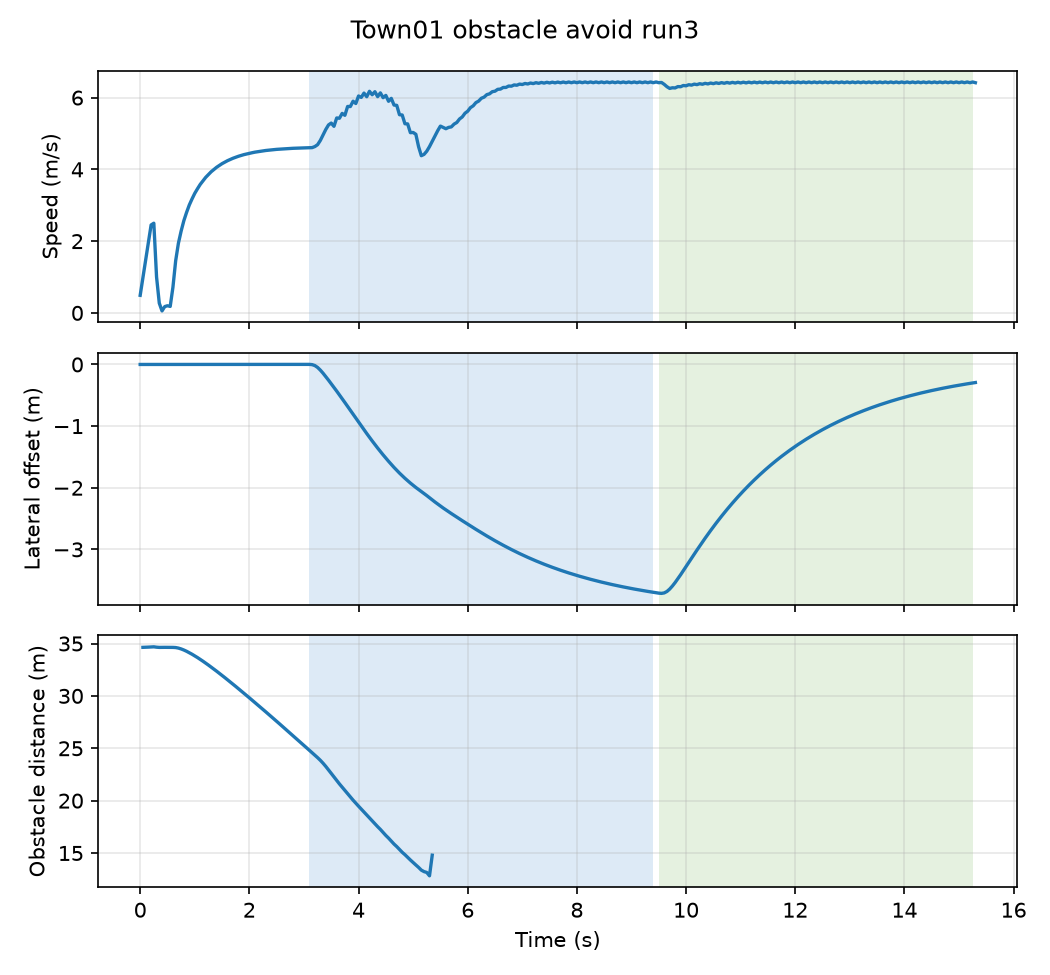 Town01 obstacle avoid run3
Speed (m/s)
6
4
2
0
Lateral offset (m)
0
−1
−2
−3
Obstacle distance (m)
35
30
25
20
15
0 2 4 6 8 10 12 14 16
Time (s)